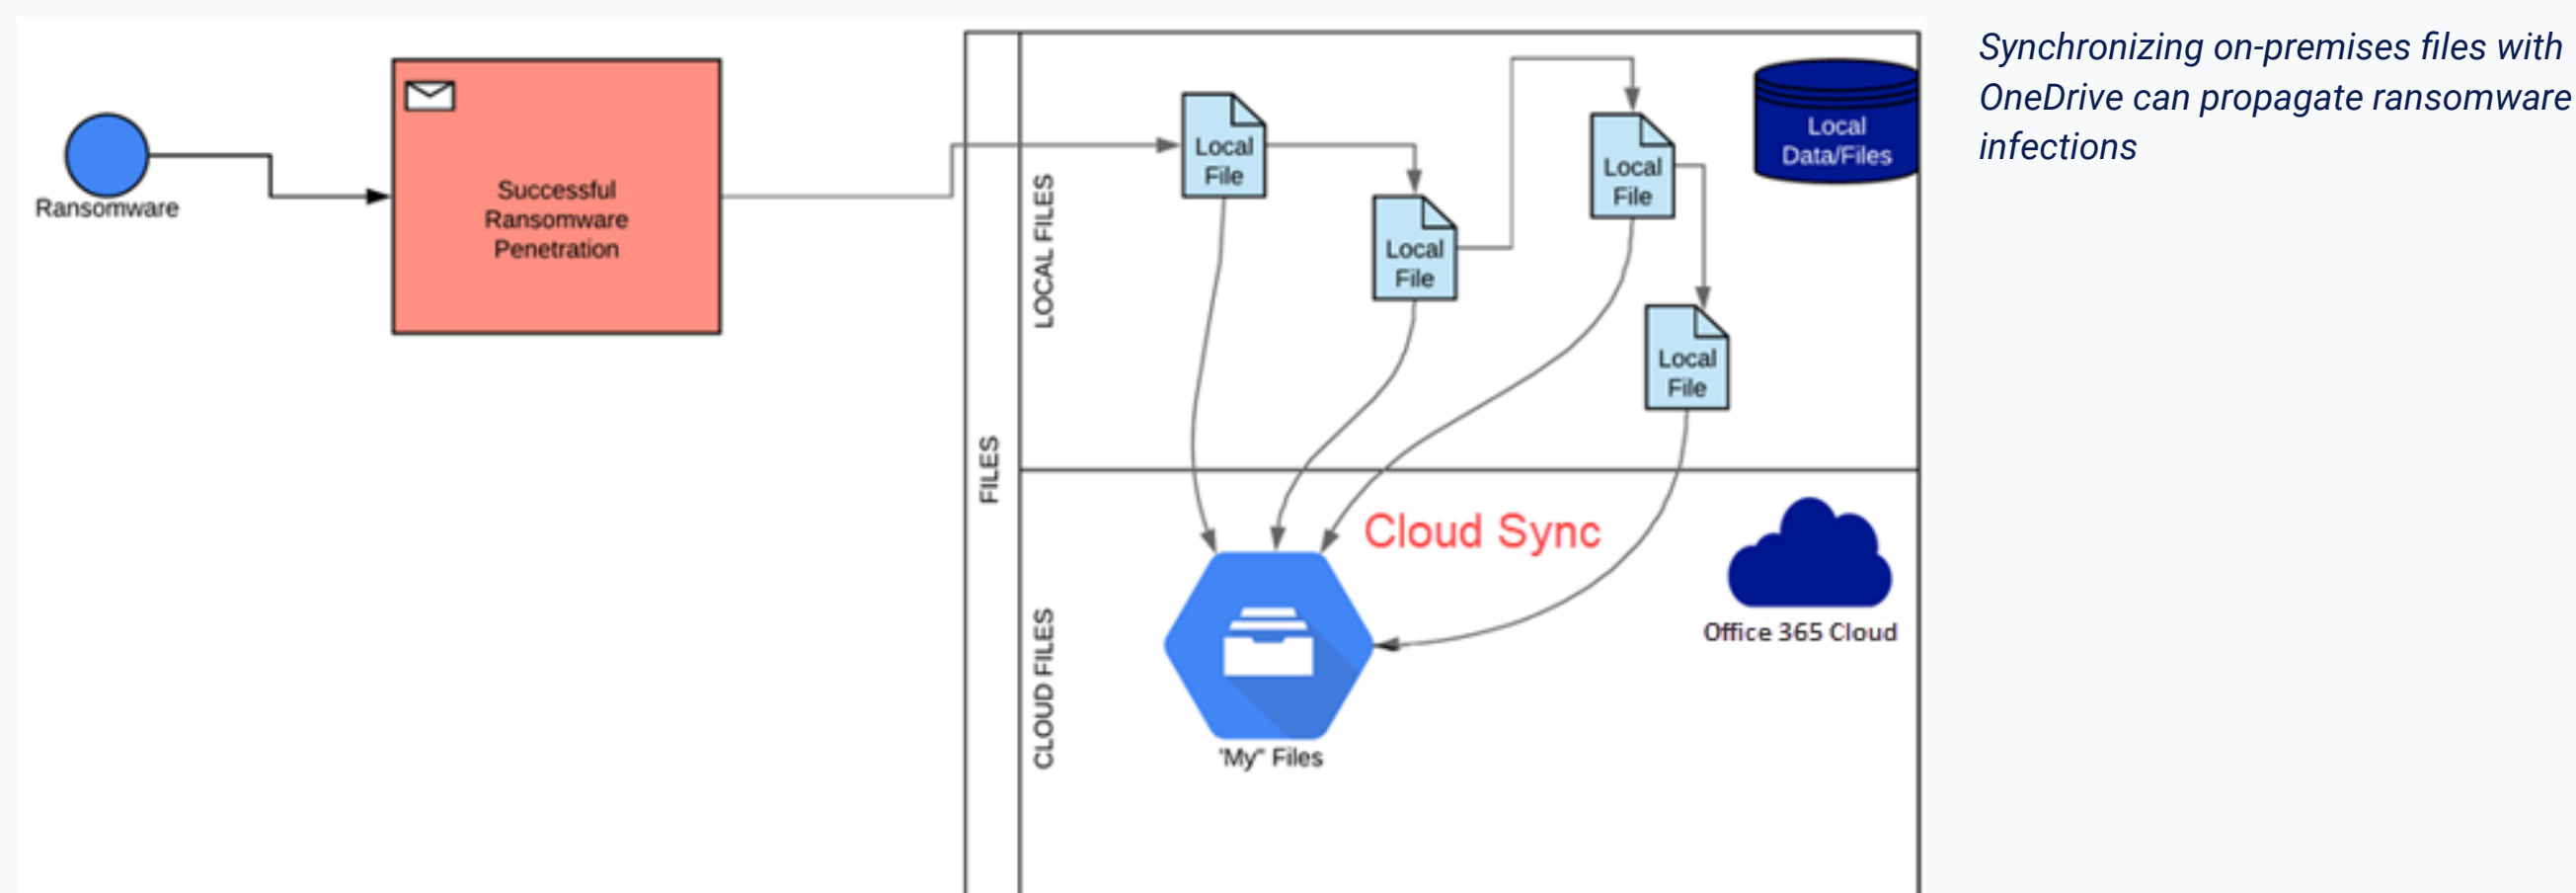 Synchronizing on-premises files with
OneDrive can propagate ransomware
infections
Ransomware
Successful
Ransomware
Penetration
FILES
LOCAL FILES
Local
File
Local
File
Local
File
Local
File
Local
Data/Files
CLOUD FILES
Cloud Sync
"My" Files
Office 365 Cloud